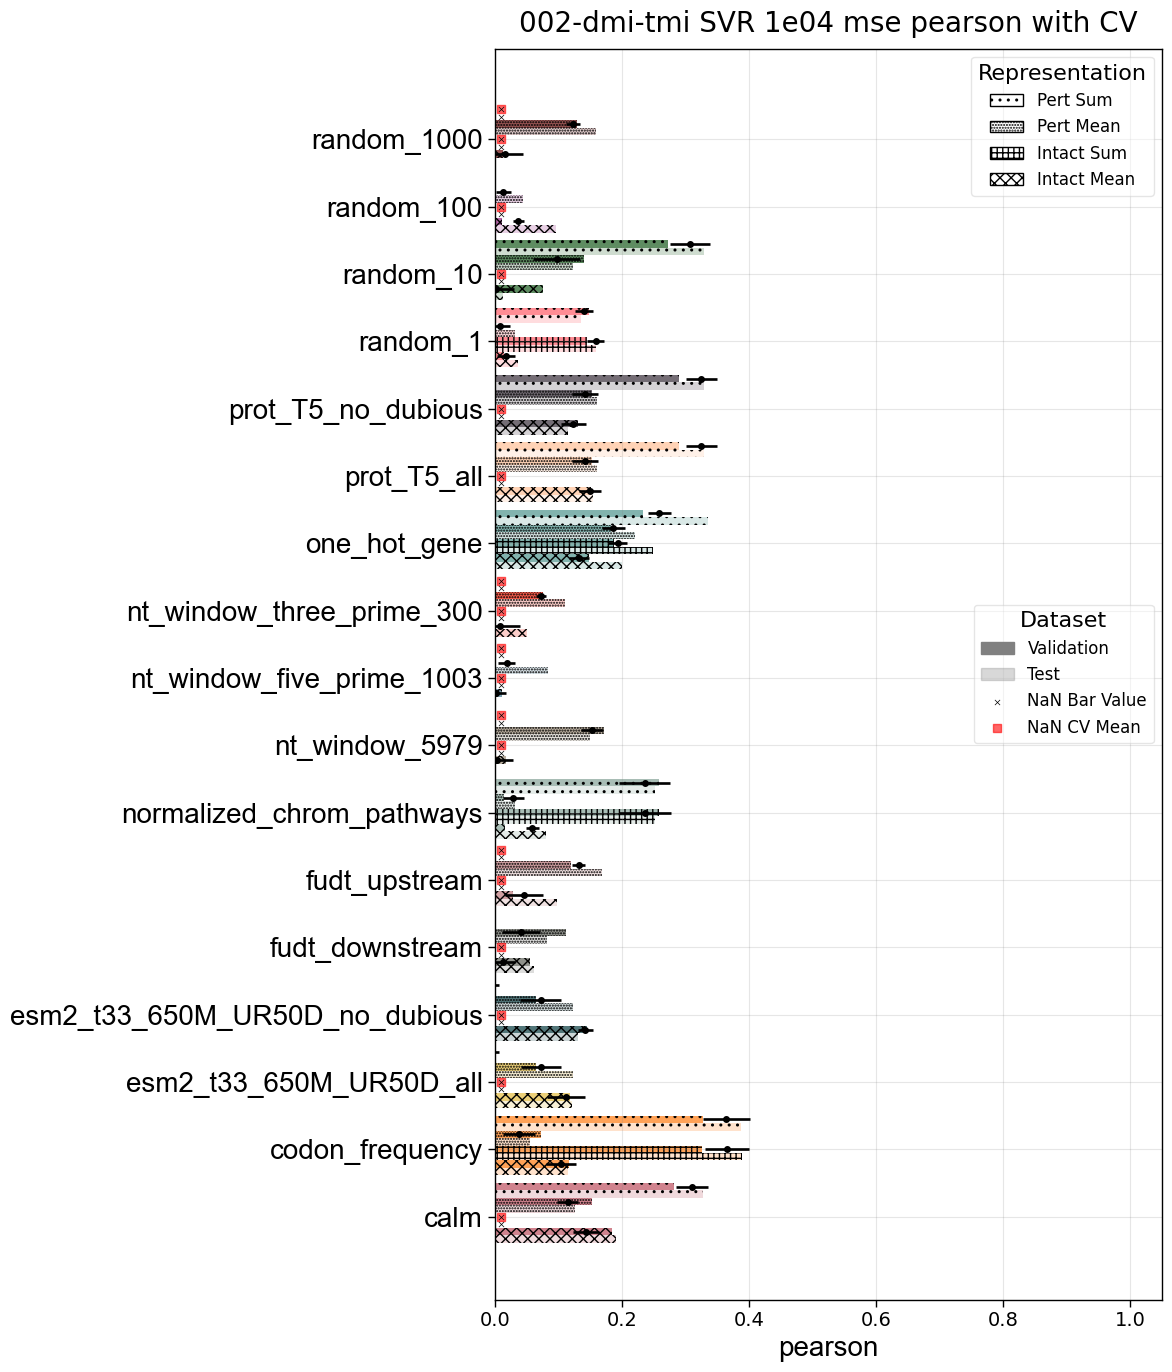 002-dmi-tmi SVR 1e04 mse pearson with CV
Representation
Pert Sum
Pert Mean
Intact Sum
Intact Mean
random_1000
random_100
random_10
random_1
prot_T5_no_dubious
prot_T5_all
one_hot_gene
nt_window_three_prime_300
nt_window_five_prime_1003
nt_window_5979
normalized_chrom_pathways
fudt_upstream
fudt_downstream
esm2_t33_650M_UR50D_no_dubious
esm2_t33_650M_UR50D_all
codon_frequency
calm
Dataset
Validation
Test
NaN Bar Value
NaN CV Mean
0.0 0.2 0.4 0.6 0.8 1.0
pearson